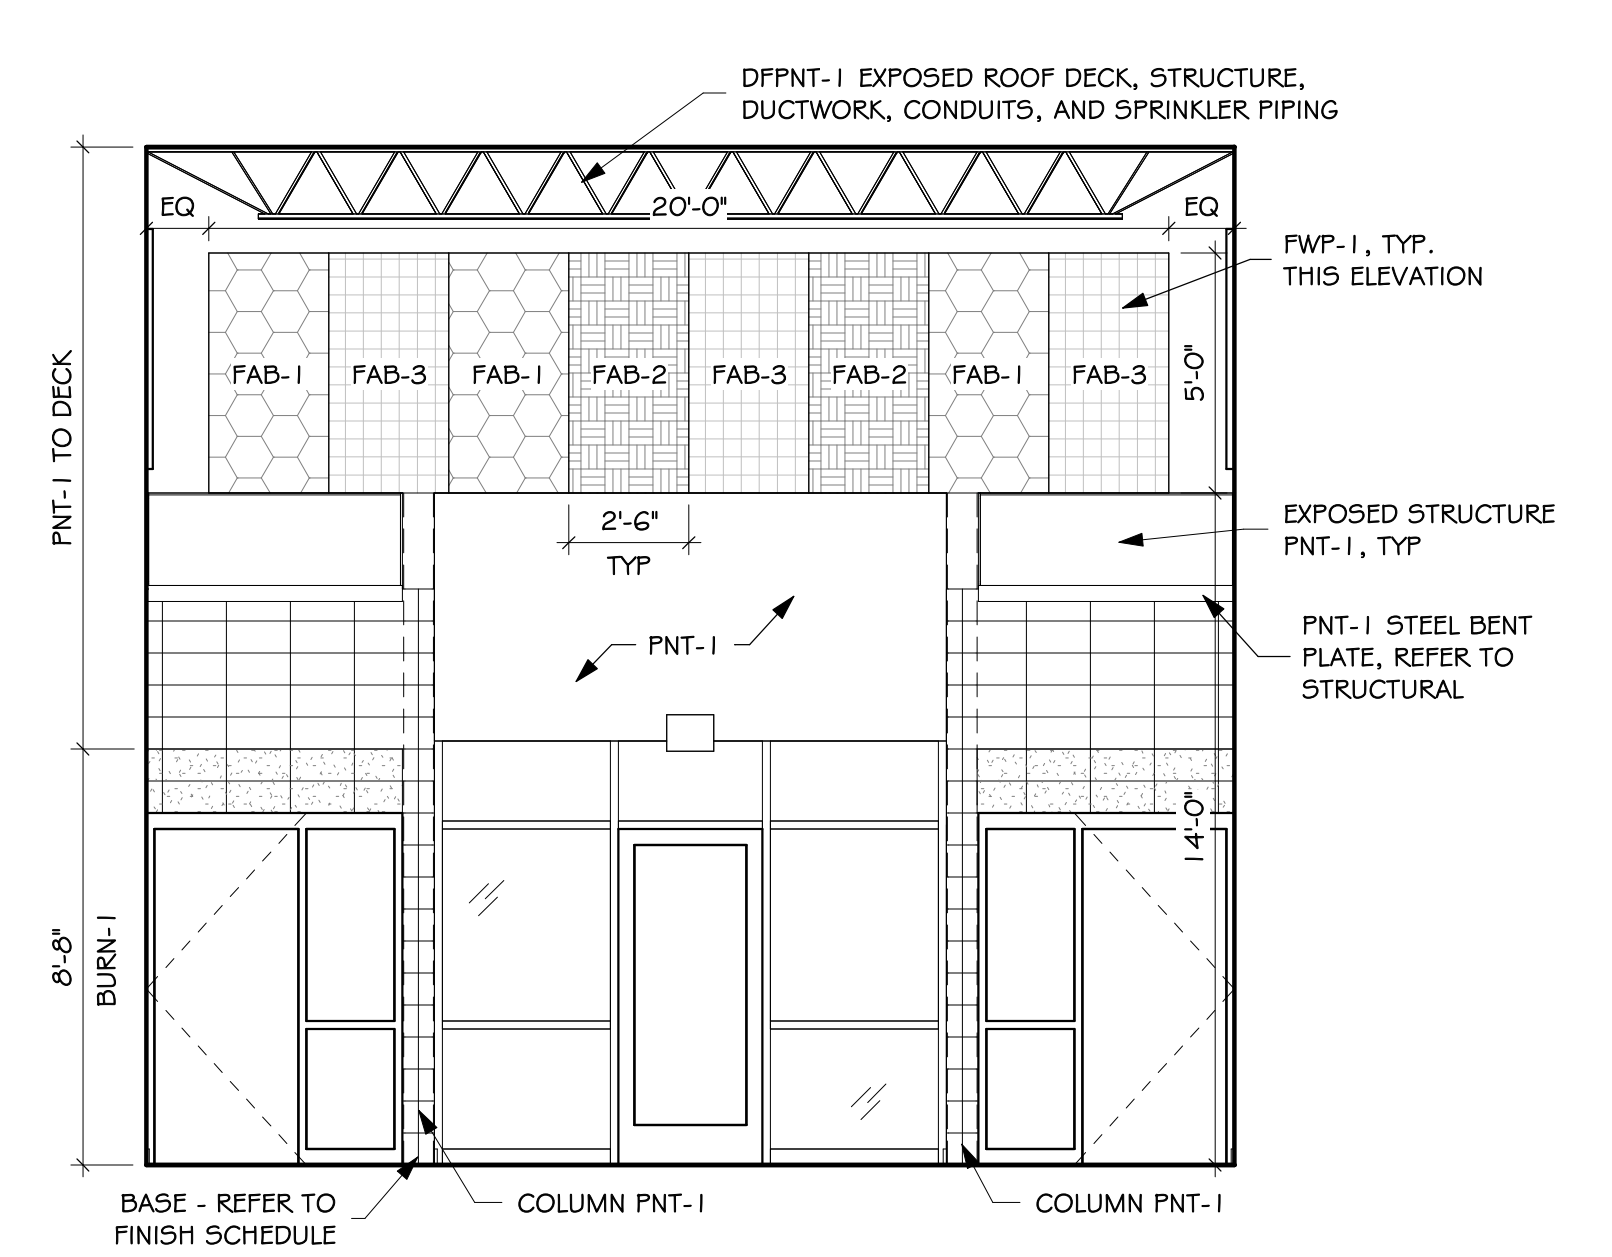 DFPNT-1 EXPOSED ROOF DECK, STRUCTURE,
DUCTWORK, CONDUITS, AND SPRINKLER PIPING
EQ
20'-0"
EQ
FWP-1, TYP.
THIS ELEVATION
PNT-1 TO DECK
FAB-1
FAB-3
FAB-1
FAB-2
FAB-3
FAB-2
FAB-1
FAB-3
5'-0"
2'-6"
TYP
EXPOSED STRUCTURE
PNT-1, TYP
PNT-1
PNT-1 STEEL BENT
PLATE, REFER TO
STRUCTURAL
14'-0"
8'-8"
BURN-1
BASE - REFER TO
FINISH SCHEDULE
COLUMN PNT-1
COLUMN PNT-1